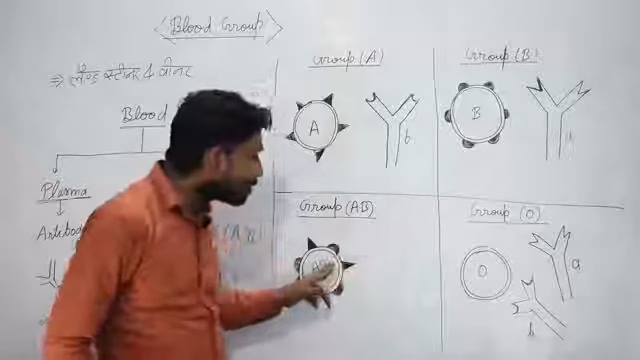 Blood Group
⇒ लैण्ड स्टीनर & वीनर
Blood
Plasma
Antibod
Group (A)
A
b
Group (B)
B
a
Group (AB)
Group (O)
O
a
b